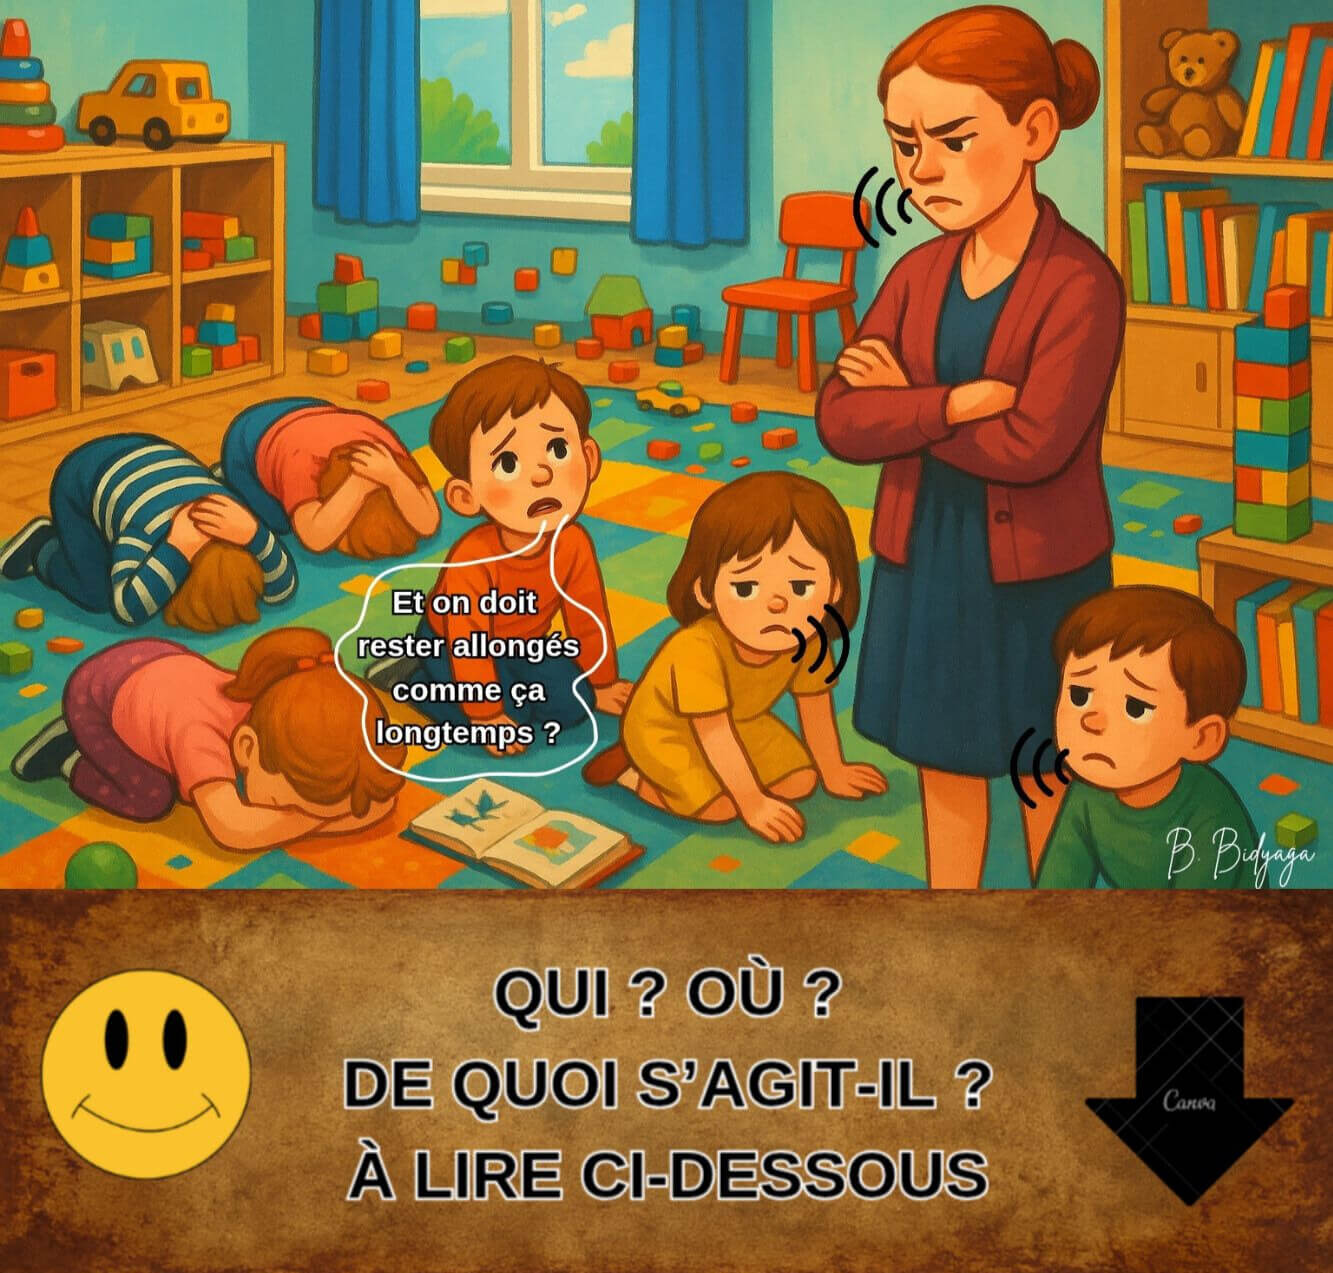 Et on doit
rester allongés
comme ça
longtemps ?
B. Bidyaga
QUI ? OÙ ?
DE QUOI S’AGIT-IL ?
À LIRE CI-DESSOUS
Canva